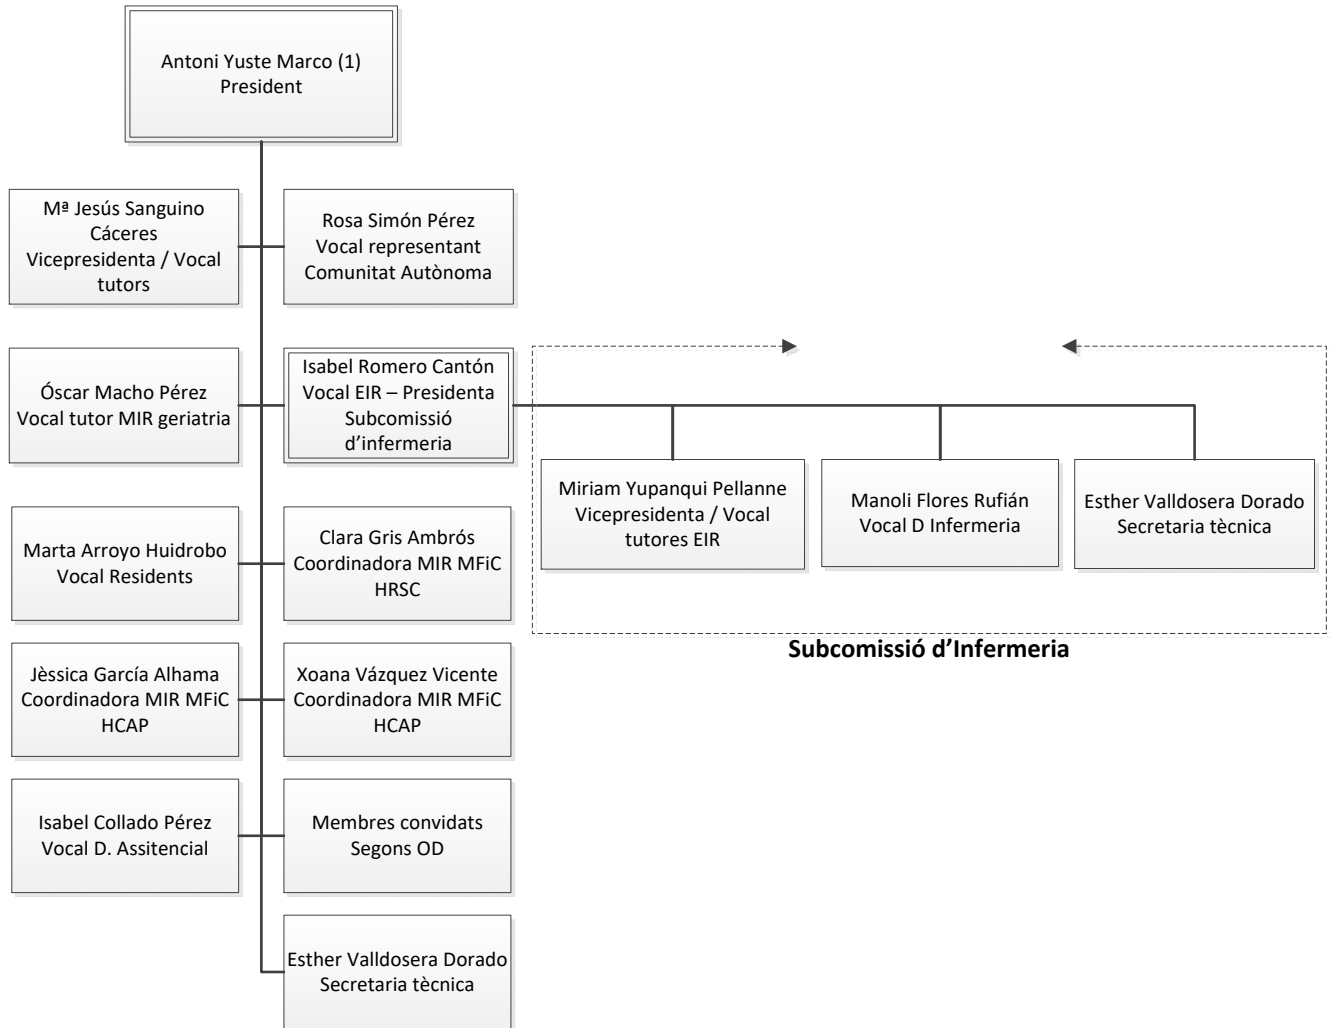 Antoni Yuste Marco (1)
President
Mª Jesús Sanguino
Cáceres
Vicepresidenta / Vocal
tutors
Rosa Simón Pérez
Vocal representant
Comunitat Autònoma
Óscar Macho Pérez
Vocal tutor MIR geriatria
Isabel Romero Cantón
Vocal EIR – Presidenta
Subcomissió
d’infermeria
Miriam Yupanqui Pellanne
Vicepresidenta / Vocal
tutores EIR
Manoli Flores Rufián
Vocal D Infermeria
Esther Valldosera Dorado
Secretaria tècnica
Subcomissió d’Infermeria
Marta Arroyo Huidrobo
Vocal Residents
Clara Gris Ambrós
Coordinadora MIR MFiC
HRSC
Jèssica García Alhama
Coordinadora MIR MFiC
HCAP
Xoana Vázquez Vicente
Coordinadora MIR MFiC
HCAP
Isabel Collado Pérez
Vocal D. Assitencial
Membres convidats
Segons OD
Esther Valldosera Dorado
Secretaria tècnica